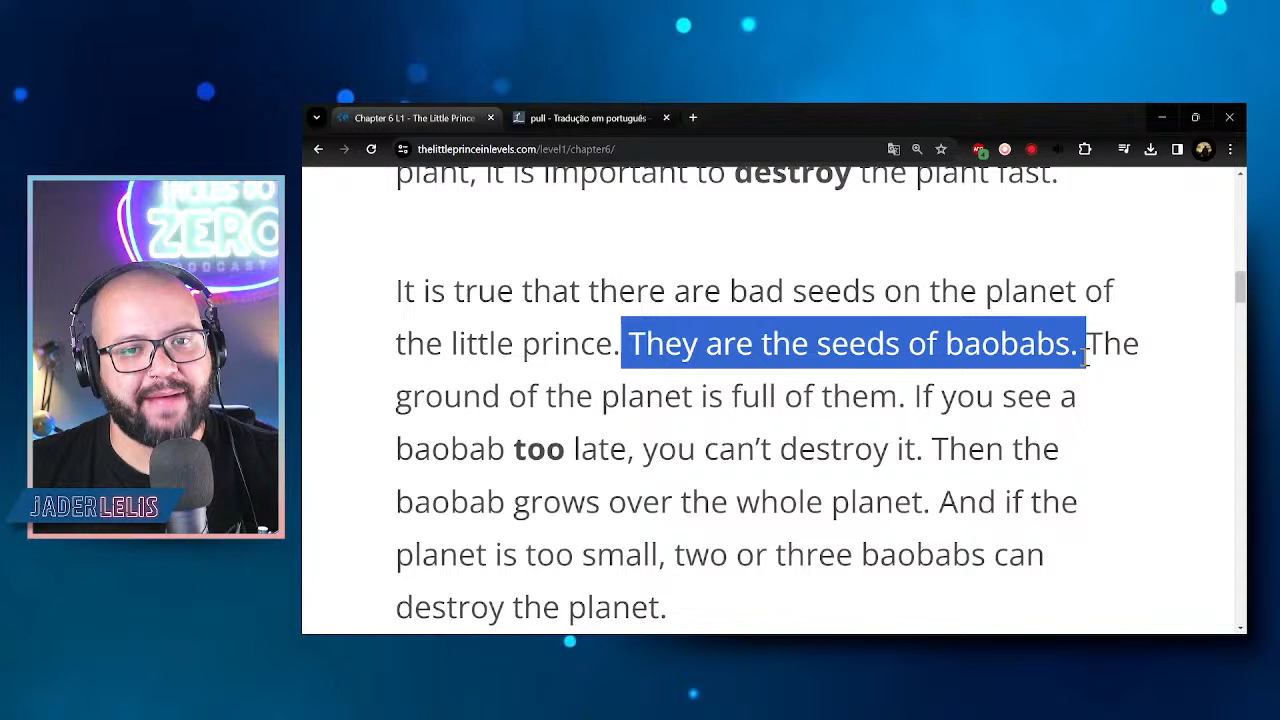 Chapter 6 L1 - The Little Prince
pull - Tradução em português -
thelittleprinceinlevels.com/level1/chapter6/
plant, it is important to destroy the plant fast.
It is true that there are bad seeds on the planet of
the little prince. They are the seeds of baobabs. The
ground of the planet is full of them. If you see a
baobab too late, you can’t destroy it. Then the
baobab grows over the whole planet. And if the
planet is too small, two or three baobabs can
destroy the planet.
INGLÊS DO
ZERO
PODCAST
JADER LELIS